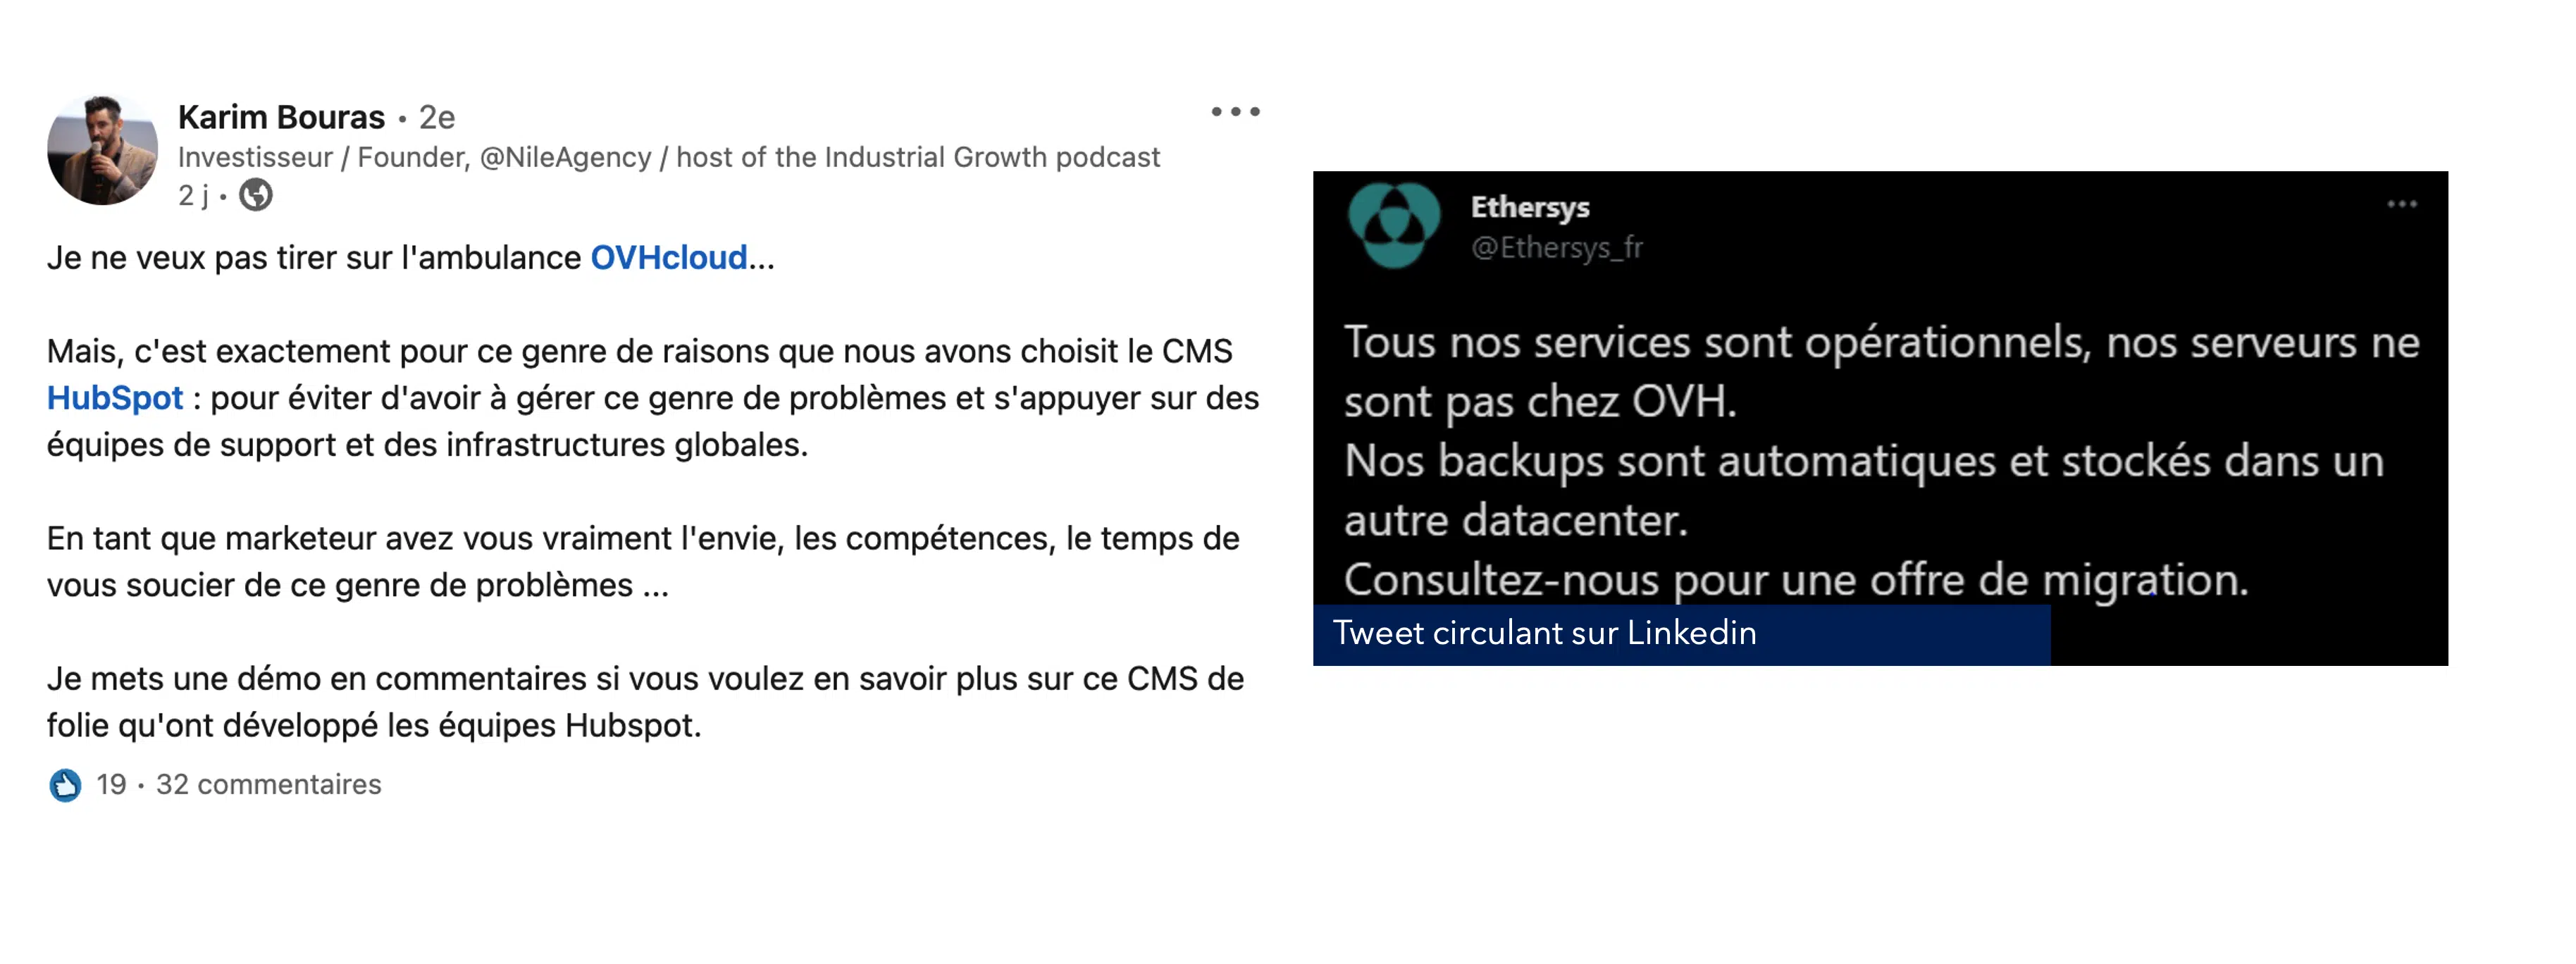 Karim Bouras • 2e
Investisseur / Founder, @NileAgency / host of the Industrial Growth podcast
2 j •
Je ne veux pas tirer sur l'ambulance OVHcloud...
Mais, c'est exactement pour ce genre de raisons que nous avons choisit le CMS
HubSpot : pour éviter d'avoir à gérer ce genre de problèmes et s'appuyer sur des
équipes de support et des infrastructures globales.
En tant que marketeur avez vous vraiment l'envie, les compétences, le temps de
vous soucier de ce genre de problèmes ...
Je mets une démo en commentaires si vous voulez en savoir plus sur ce CMS de
folie qu'ont développé les équipes Hubspot.
19 • 32 commentaires
Ethersys
@Ethersys_fr
Tous nos services sont opérationnels, nos serveurs ne
sont pas chez OVH.
Nos backups sont automatiques et stockés dans un
autre datacenter.
Consultez-nous pour une offre de migration.
Tweet circulant sur Linkedin